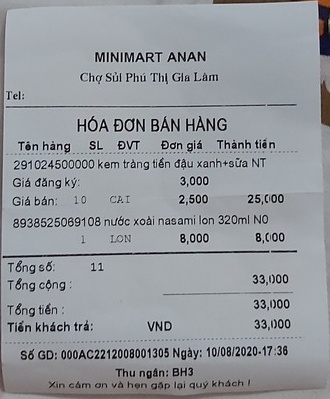 MINIMART ANAN
Chợ Sủi Phú Thị Gia Lâm
Tel:
HÓA ĐƠN BÁN HÀNG
Tên hàng SL ĐVT Đơn giá Thành tiền
291024500000 kem tràng tiền đậu xanh+sữa NT
Giá đăng ký: 3,000
Giá bán: 10 CAI 2,500 25,000
8938525069108 nước xoài nasami lon 320ml N0
1 LON 8,000 8,000
Tổng số: 11
Tổng cộng : 33,000
Tổng tiền : 33,000
Tiền khách trả: VND 33,000
Số GD: 000AC2212008001305 Ngày: 10/08/2020-17:36
Thu ngân: BH3
Xin cảm ơn và hẹn gặp lại quý khách !